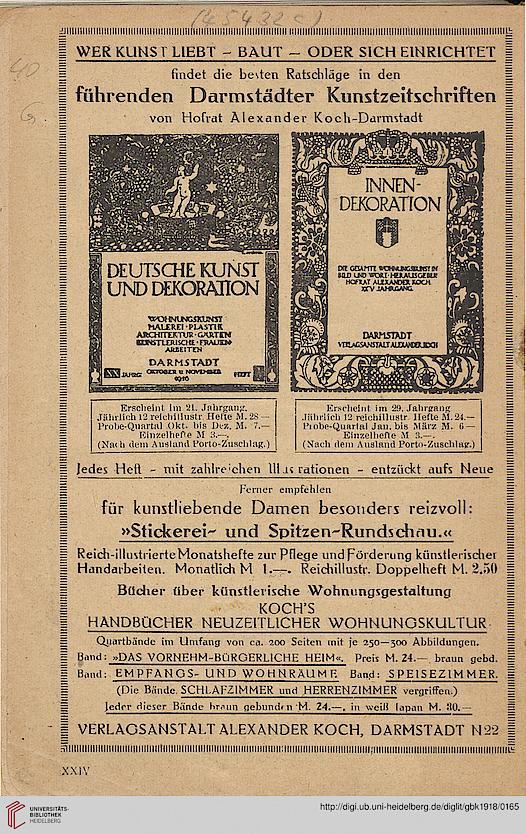 (45432c)
40
G.
WER KUNST LIEBT – BAUT – ODER SICH EINRICHTET
findet die besten Ratschläge in den
führenden Darmstädter Kunstzeitschriften
von Hofrat Alexander Koch-Darmstadt
DEUTSCHE KUNST
UND DEKORATION
WOHNUNGSKUNST
MALEREI · PLASTIK
ARCHITEKTUR · GÄRTEN
KÜNSTLERISCHE · FRAUEN-
ARBEITEN
DARMSTADT
XX JAHRG. OKTOBER U. NOVEMBER HEFT
1916
INNEN-
DEKORATION
DIE GESAMTE WOHNUNGSKUNST IN
BILD UND WORT · HERAUSGEBER
HOFRAT ALEXANDER KOCH
XXV JAHRGANG.
DARMSTADT
VERLAGSANSTALT ALEXANDER KOCH
Erscheint im 21. Jahrgang.
Jährlich 12 reichillustr. Hefte M. 28 —
Probe-Quartal Okt. bis Dez. M. 7.—
Einzelhefte M 3.—.
(Nach dem Ausland Porto-Zuschlag.)
Erscheint im 29. Jahrgang
Jährlich 12 reichillustr. Hefte M. 24.—
Probe-Quartal Jan. bis März M. 6 —
Einzelhefte M 3.—.
(Nach dem Ausland Porto-Zuschlag.)
Jedes Heft – mit zahlreichen Illustrationen – entzückt aufs Neue
Ferner empfehlen
für kunstliebende Damen besonders reizvoll:
»Stickerei- und Spitzen-Rundschau.«
Reich-illustrierte Monatshefte zur Pflege und Förderung künstlerischer
Handarbeiten. Monatlich M 1.—. Reichillustr. Doppelheft M. 2,50
Bücher über künstlerische Wohnungsgestaltung
KOCH'S
HANDBÜCHER NEUZEITLICHER WOHNUNGSKULTUR
Quartbände im Umfang von ca. 200 Seiten mit je 250—300 Abbildungen.
Band: »DAS VORNEHM-BÜRGERLICHE HEIM«. Preis M. 24.— braun gebd.
Band: EMPFANGS- UND WOHNRÄUME Band: SPEISEZIMMER.
(Die Bände SCHLAFZIMMER und HERRENZIMMER vergriffen.)
Jeder dieser Bände braun gebunden M. 24.—, in weiß Japan M. 30.—
VERLAGSANSTALT ALEXANDER KOCH, DARMSTADT N22
XXIV
UNIVERSITÄTS-
BIBLIOTHEK
HEIDELBERG
http://digi.ub.uni-heidelberg.de/diglit/gbk1918/0165